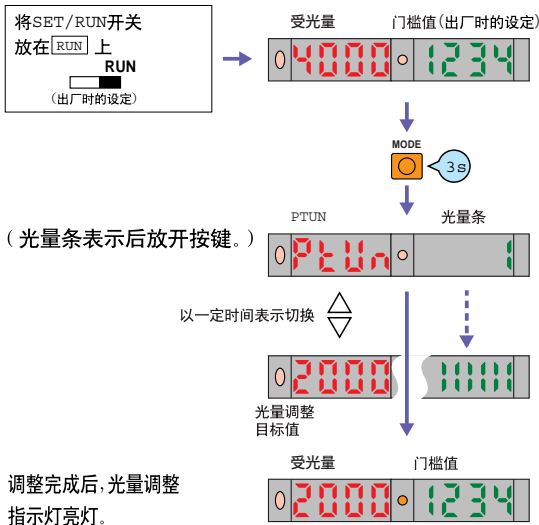 将SET/RUN开关
放在 RUN 上
RUN
(出厂时的设定)
受光量 门槛值(出厂时的设定)
4000 1234
MODE
3s
PTUN 光量条
(光量条表示后放开按键。)
PtUn 1
以一定时间表示切换
2000 11111
光量调整
目标值
受光量 门槛值
调整完成后,光量调整
指示灯亮灯。
2000 1234